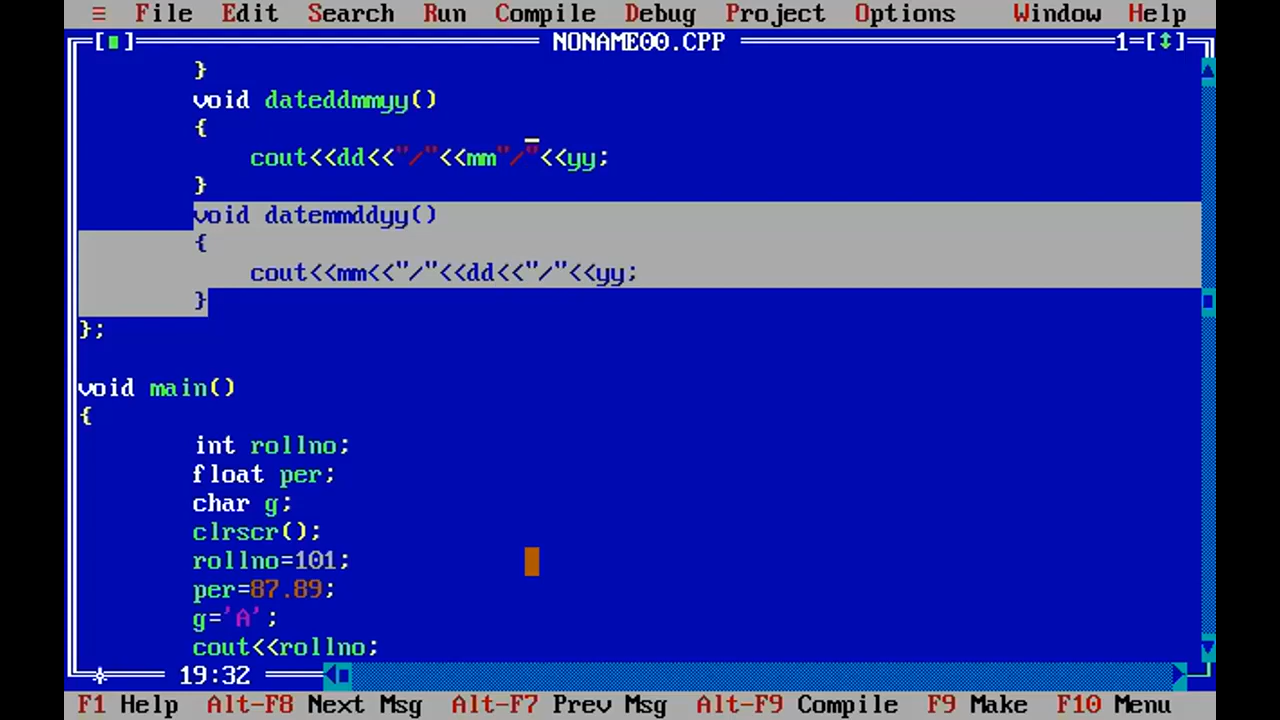 ≡ File Edit Search Run Compile Debug Project Options Window Help
[■] NONAME00.CPP 1=[↕]
}
void dateddmmyy()
{
cout<<dd<<"/"<<mm"/"<<yy;
}
void datemmddyy()
{
cout<<mm<<"/"<<dd<<"/"<<yy;
}
};
void main()
{
int rollno;
float per;
char g;
clrscr();
rollno=101;
per=87.89;
g='A';
cout<<rollno;
19:32
F1 Help Alt-F8 Next Msg Alt-F7 Prev Msg Alt-F9 Compile F9 Make F10 Menu